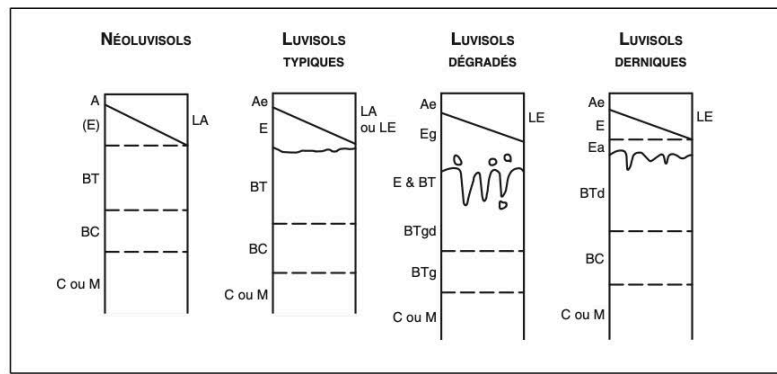 NÉOLUVISOLS
A
(E)
LA
BT
BC
C ou M
LUVISOLS
TYPIQUES
Ae
E
LA
ou LE
BT
BC
C ou M
LUVISOLS
DÉGRADÉS
Ae
LE
Eg
E & BT
BTgd
BTg
C ou M
LUVISOLS
DERNIQUES
Ae
LE
E
Ea
BTd
BC
C ou M